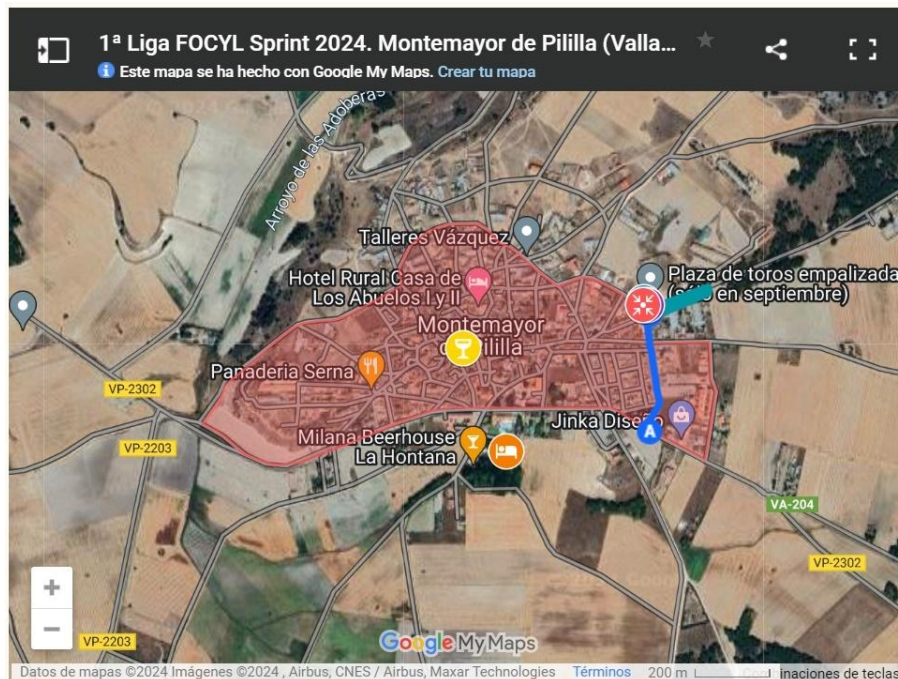 1ª Liga FOCYL Sprint 2024. Montemayor de Pililla (Valla...
Este mapa se ha hecho con Google My Maps. Crear tu mapa
Arroyo de las Adoberas
Talleres Vázquez
Hotel Rural Casa de
Los Abuelos I y II
Plaza de toros empalizada
en septiembre)
Montemayor
Pililla
Panaderia Serna
VP-2302
VP-2203
Jinka Diseño
A
Milana Beerhouse
La Hontana
VA-204
VP-2302
+
−
VP-2203
Google My Maps
Datos de mapas ©2024 Imágenes ©2024 , Airbus, CNES / Airbus, Maxar Technologies Términos 200 m inaciones de teclas